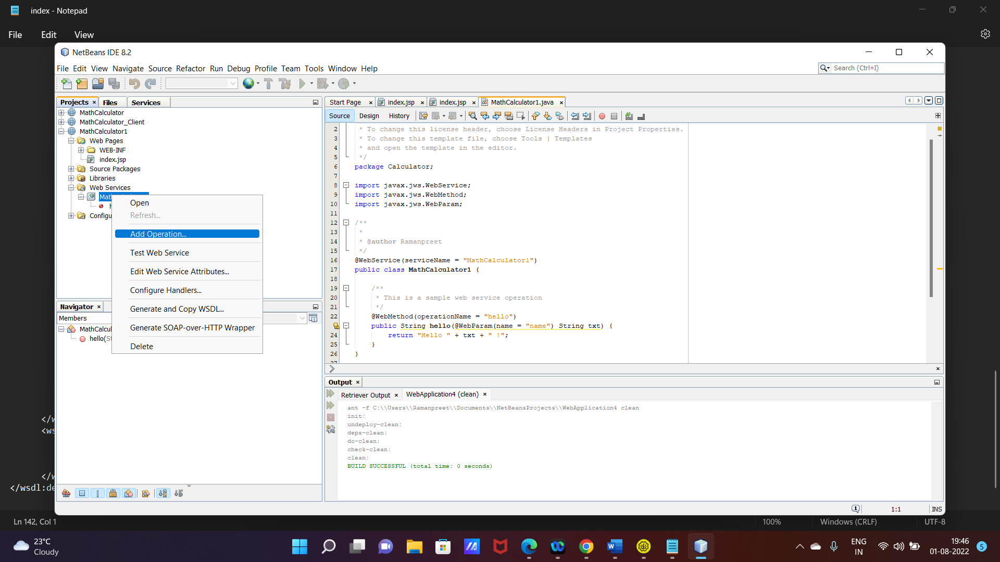 index - Notepad
File Edit View
NetBeans IDE 8.2
File Edit View Navigate Source Refactor Run Debug Profile Team Tools Window Help
Search (Ctrl+I)
Projects Files Services
MathCalculator
MathCalculator_Client
MathCalculator1
Web Pages
WEB-INF
index.jsp
Source Packages
Libraries
Web Services
Mat
h
Configu
Open
Refresh...
Add Operation...
Test Web Service
Edit Web Service Attributes...
Configure Handlers...
Generate and Copy WSDL...
Generate SOAP-over-HTTP Wrapper
Delete
Navigator
Members
MathCalcul
hello(S
Start Page index.jsp index.jsp MathCalculator1.java
Source Design History
2 * To change this license header, choose License Headers in Project Properties.
3 * To change this template file, choose Tools | Templates
4 * and open the template in the editor.
5 */
6 package Calculator;
7
8 import javax.jws.WebService;
9 import javax.jws.WebMethod;
10 import javax.jws.WebParam;
11
12 /**
13 *
14 * @author Ramanpreet
15 */
16 @WebService(serviceName = "MathCalculator1")
17 public class MathCalculator1 {
18
19 /**
20 * This is a sample web service operation
21 */
22 @WebMethod(operationName = "hello")
public String hello(@WebParam(name = "name") String txt) {
24 return "Hello " + txt + " !";
25 }
26 }
27
Output
Retriever Output WebApplication4 (clean)
ant -f C:\\Users\\Ramanpreet\\Documents\\NetBeansProjects\\WebApplication4 clean
init:
undeploy-clean:
deps-clean:
do-clean:
check-clean:
clean:
BUILD SUCCESSFUL (total time: 0 seconds)
1:1 INS
</w
<ws
</w
</wsdl:de
Ln 142, Col 1 100% Windows (CRLF) UTF-8
23°C
Cloudy
ENG
IN
19:46
01-08-2022
5